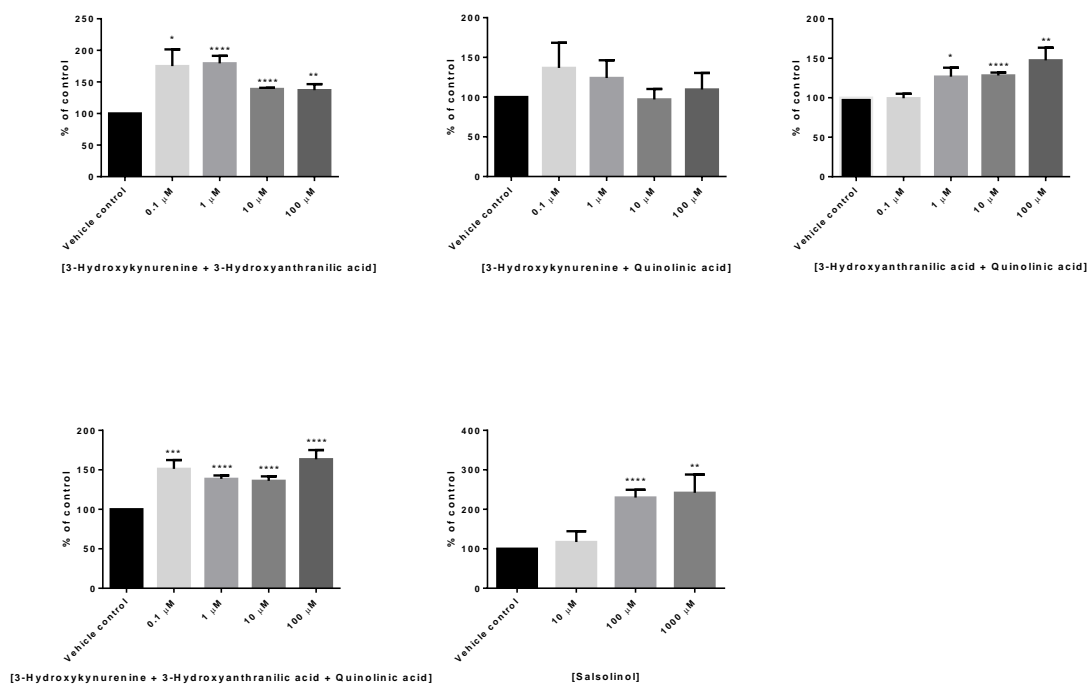 % of control
250
200
150
100
50
0
*
****
****
**
Vehicle control
0.1 μM
1 μM
10 μM
100 μM
[3-Hydroxykynurenine + 3-Hydroxyanthranilic acid]
% of control
200
150
100
50
0
Vehicle control
0.1 μM
1 μM
10 μM
100 μM
[3-Hydroxykynurenine + Quinolinic acid]
% of control
200
150
100
50
0
*
****
**
Vehicle control
0.1 μM
1 μM
10 μM
100 μM
[3-Hydroxyanthranilic acid + Quinolinic acid]
% of control
200
150
100
50
0
***
****
****
****
Vehicle control
0.1 μM
1 μM
10 μM
100 μM
[3-Hydroxykynurenine + 3-Hydroxyanthranilic acid + Quinolinic acid]
% of control
400
300
200
100
0
****
**
Vehicle control
10 μM
100 μM
1000 μM
[Salsolinol]